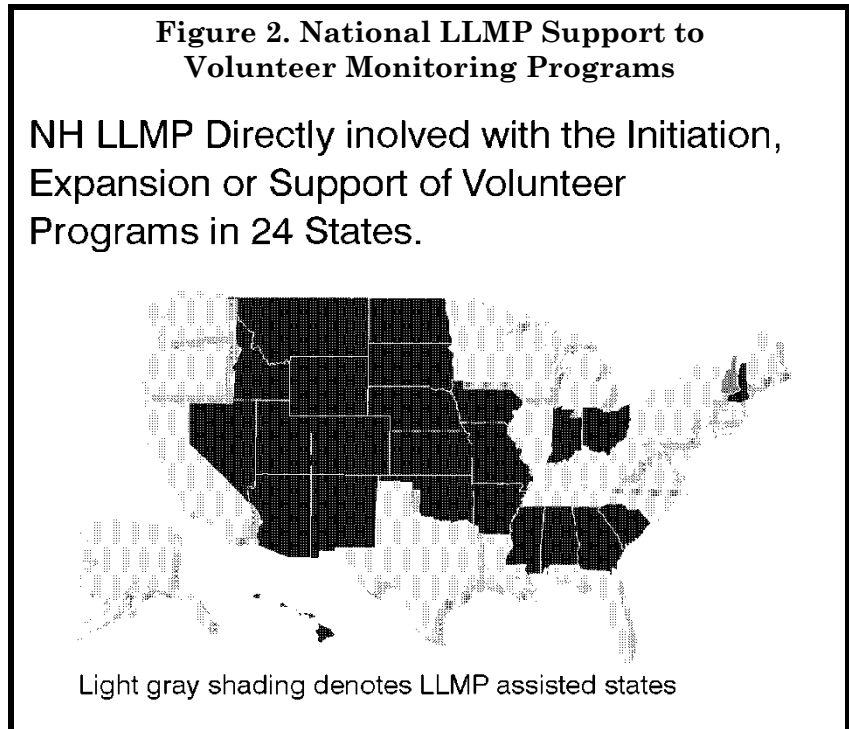 Figure 2. National LLMP Support to
Volunteer Monitoring Programs
NH LLMP Directly inolved with the Initiation,
Expansion or Support of Volunteer
Programs in 24 States.
Light gray shading denotes LLMP assisted states